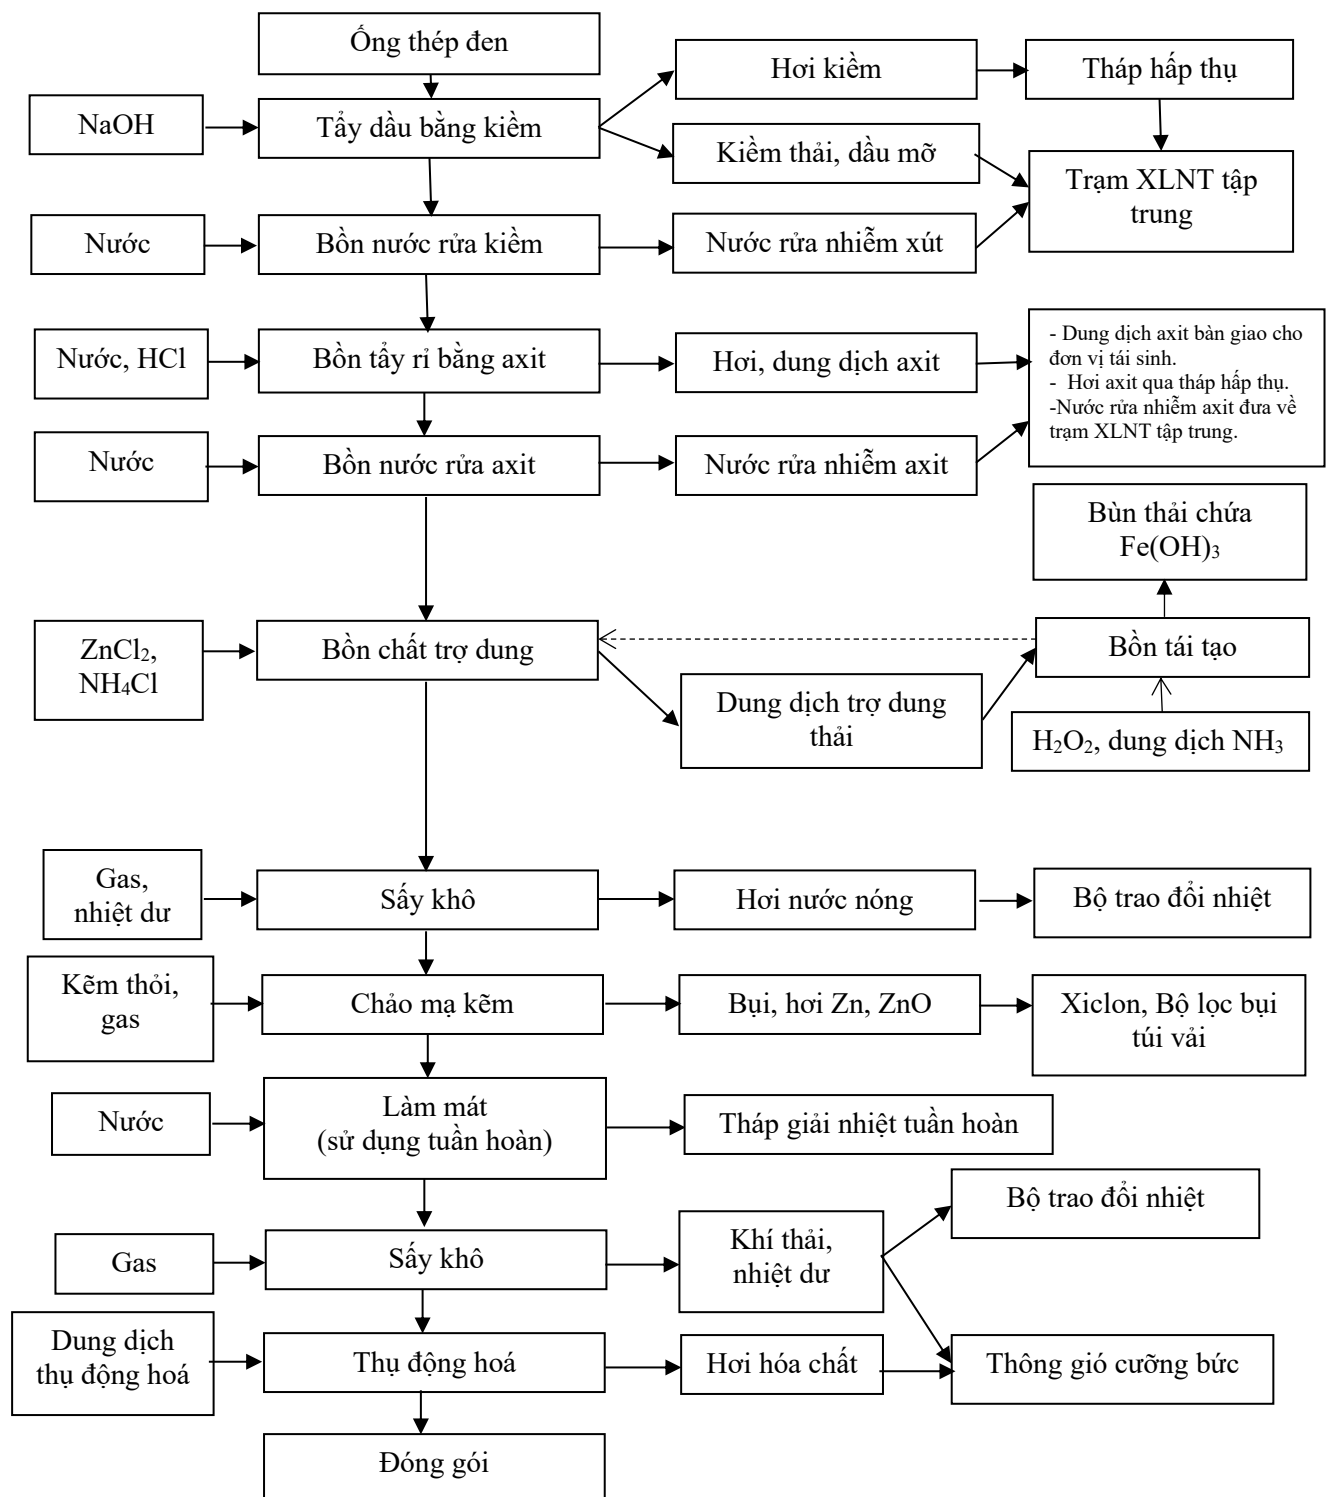 Ống thép đen
Hơi kiềm
Tháp hấp thụ
NaOH
Tẩy dầu bằng kiềm
Kiềm thải, dầu mỡ
Trạm XLNT tập
trung
Nước
Bồn nước rửa kiềm
Nước rửa nhiễm xút
Nước, HCl
Bồn tẩy rỉ bằng axit
Hơi, dung dịch axit
- Dung dịch axit bàn giao cho
đơn vị tái sinh.
- Hơi axit qua tháp hấp thụ.
-Nước rửa nhiễm axit đưa về
trạm XLNT tập trung.
Nước
Bồn nước rửa axit
Nước rửa nhiễm axit
Bùn thải chứa
Fe(OH)₃
ZnCl₂,
NH₄Cl
Bồn chất trợ dung
Bồn tái tạo
Dung dịch trợ dung
thải
H₂O₂, dung dịch NH₃
Gas,
nhiệt dư
Sấy khô
Hơi nước nóng
Bộ trao đổi nhiệt
Kẽm thỏi,
gas
Chảo mạ kẽm
Bụi, hơi Zn, ZnO
Xiclon, Bộ lọc bụi
túi vải
Nước
Làm mát
(sử dụng tuần hoàn)
Tháp giải nhiệt tuần hoàn
Bộ trao đổi nhiệt
Gas
Sấy khô
Khí thải,
nhiệt dư
Dung dịch
thụ động hoá
Thụ động hoá
Hơi hóa chất
Thông gió cưỡng bức
Đóng gói